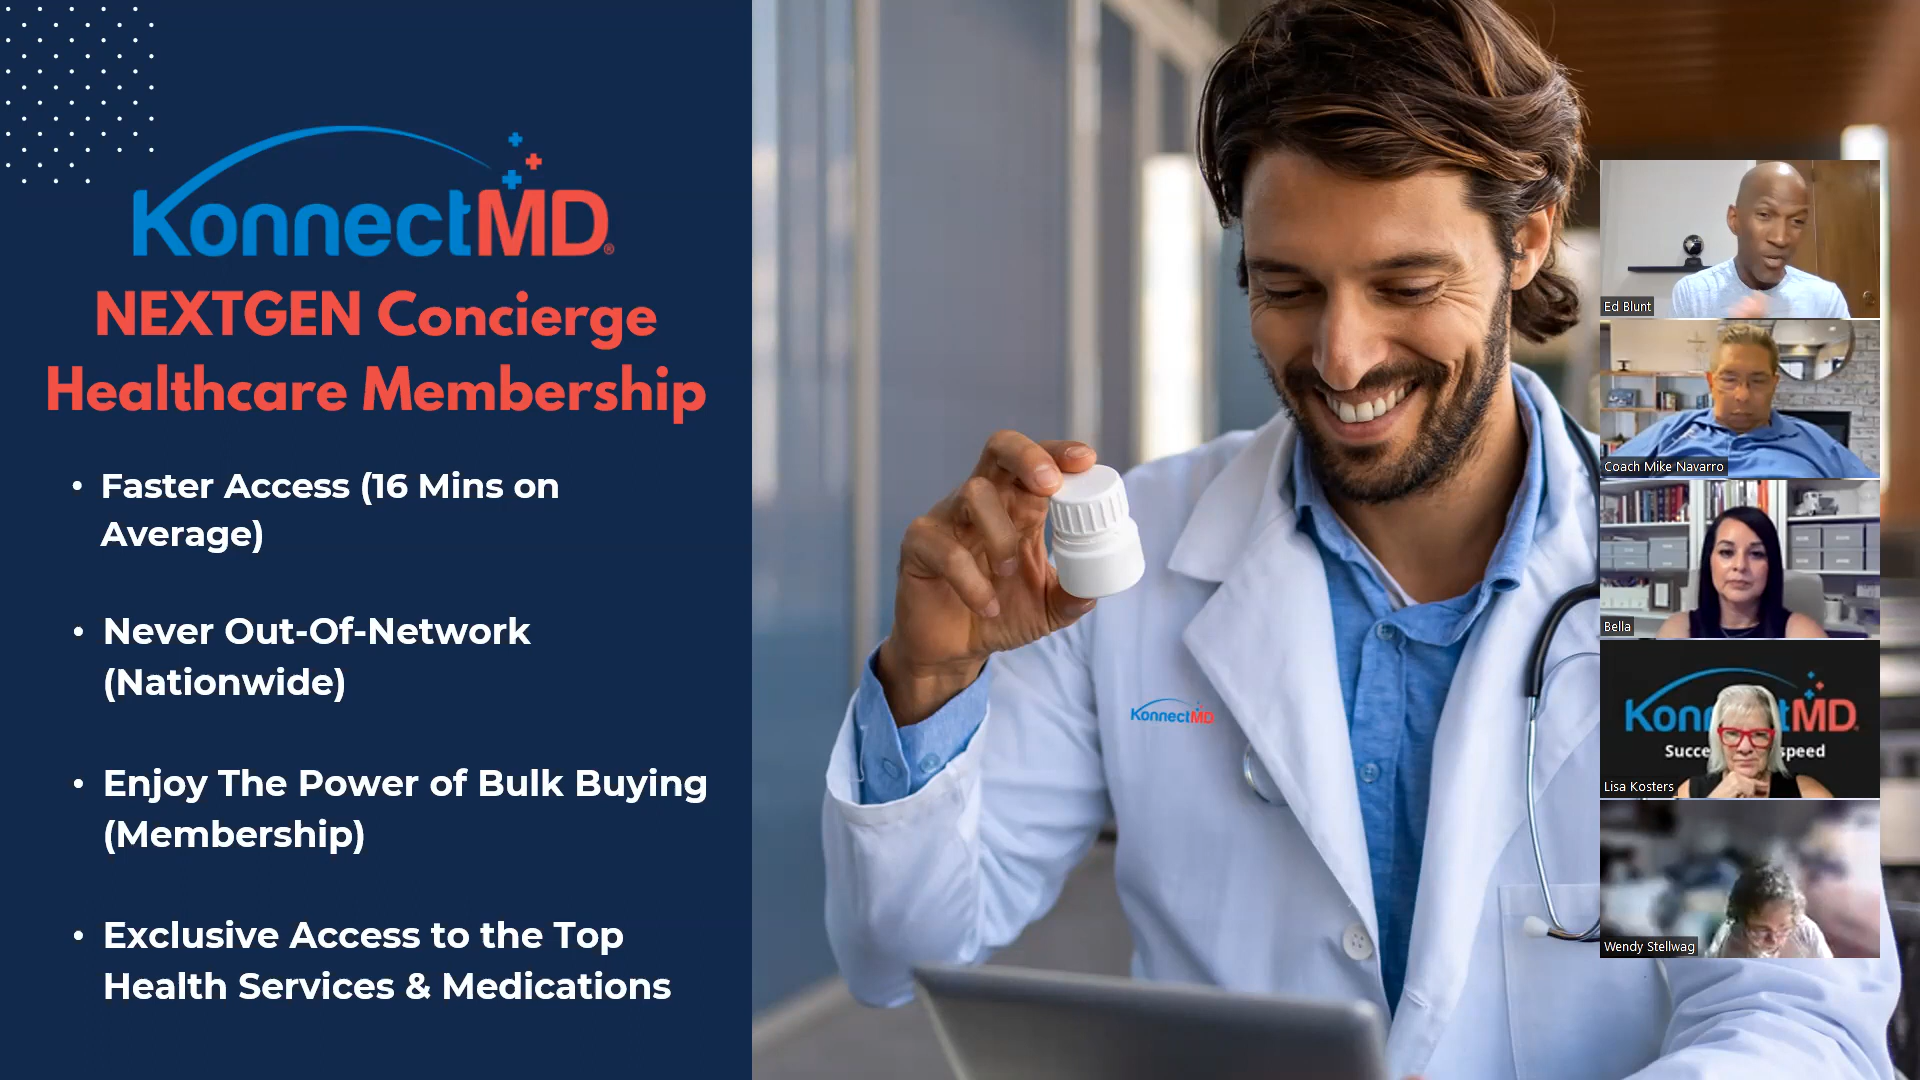 KonnectMD®
NEXTGEN Concierge
Healthcare Membership
• Faster Access (16 Mins on
Average)
• Never Out-Of-Network
(Nationwide)
• Enjoy The Power of Bulk Buying
(Membership)
• Exclusive Access to the Top
Health Services & Medications
KonnectMD
Ed Blunt
Coach Mike Navarro
Bella
Konn tMD
Succe speed
Lisa Kosters
Wendy Stellwag